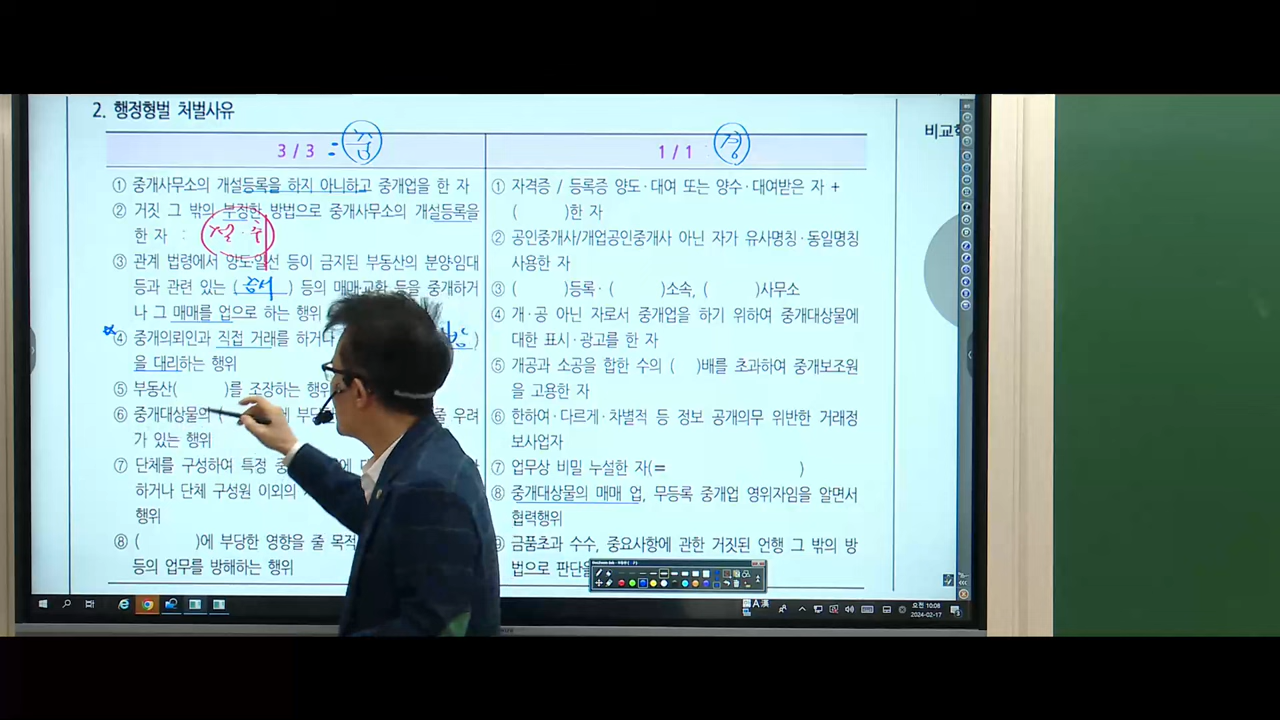 2. 행정형벌 처벌사유
비교
3 / 3 = 중
① 중개사무소의 개설등록을 하지 아니하고 중개업을 한 자
② 거짓 그 밖의 부정한 방법으로 중개사무소의 개설등록을
한 자 :
③ 관계 법령에서 양도·알선 등이 금지된 부동산의 분양임대
등과 관련 있는 ( 증서 ) 등의 매매·교환 등을 중개하거
나 그 매매를 업으로 하는 행위
④ 중개의뢰인과 직접 거래를 하거나 )
을 대리하는 행위
⑤ 부동산( )를 조장하는 행위
⑥ 중개대상물의 ( 에 부당한 줄 우려
가 있는 행위
⑦ 단체를 구성하여 특정
하거나 단체 구성원 이외의
행위
⑧ ( )에 부당한 영향을 줄 목적
등의 업무를 방해하는 행위
1 / 1 경
① 자격증 / 등록증 양도·대여 또는 양수·대여받은 자 +
( )한 자
② 공인중개사/개업공인중개사 아닌 자가 유사명칭·동일명칭
사용한 자
③ ( )등록· ( )소속, ( )사무소
④ 개·공 아닌 자로서 중개업을 하기 위하여 중개대상물에
대한 표시·광고를 한 자
⑤ 개공과 소공을 합한 수의 ( )배를 초과하여 중개보조원
을 고용한 자
⑥ 한하여·다르게·차별적 등 정보 공개의무 위반한 거래정
보사업자
⑦ 업무상 비밀 누설한 자(= )
⑧ 중개대상물의 매매 업, 무등록 중개업 영위자임을 알면서
협력행위
⑨ 금품초과 수수, 중요사항에 관한 거짓된 언행 그 밖의 방
법으로 판단을
오전 10:08
2024-02-17